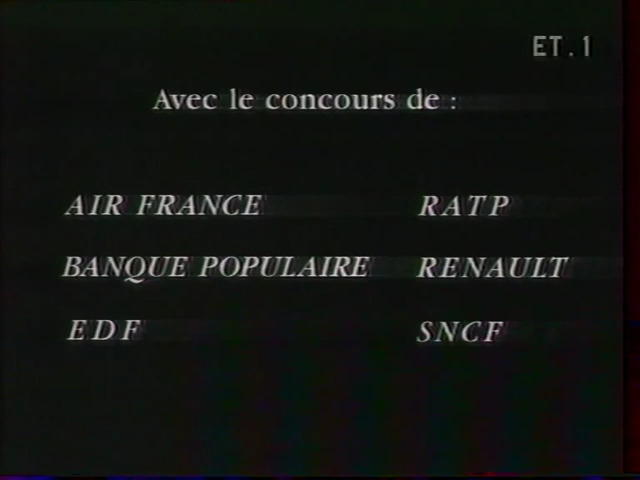 ET.1
Avec le concours de :
AIR FRANCE
RATP
BANQUE POPULAIRE
RENAULT
EDF
SNCF